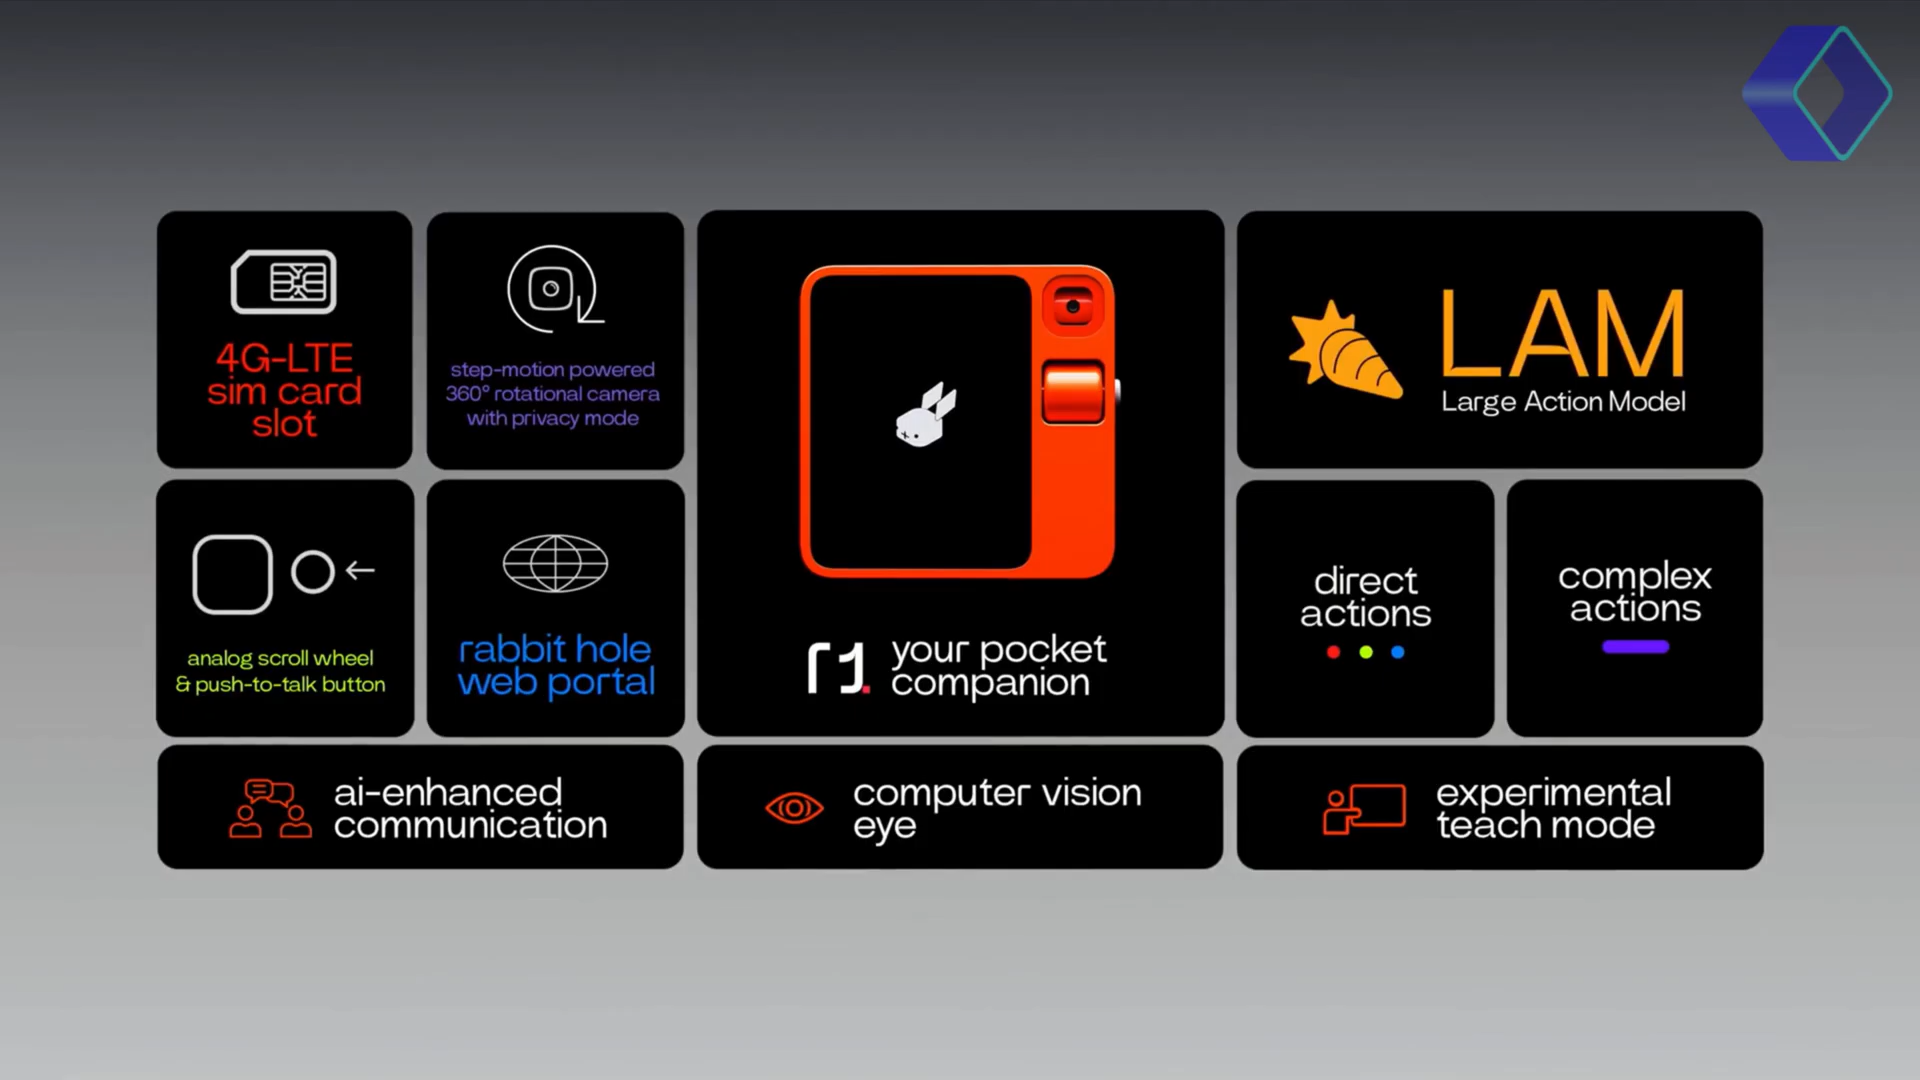 4G-LTE
sim card
slot
step-motion powered
360° rotational camera
with privacy mode
LAM
Large Action Model
analog scroll wheel
& push-to-talk button
rabbit hole
web portal
r1.
your pocket
companion
direct
actions
complex
actions
ai-enhanced
communication
computer vision
eye
experimental
teach mode